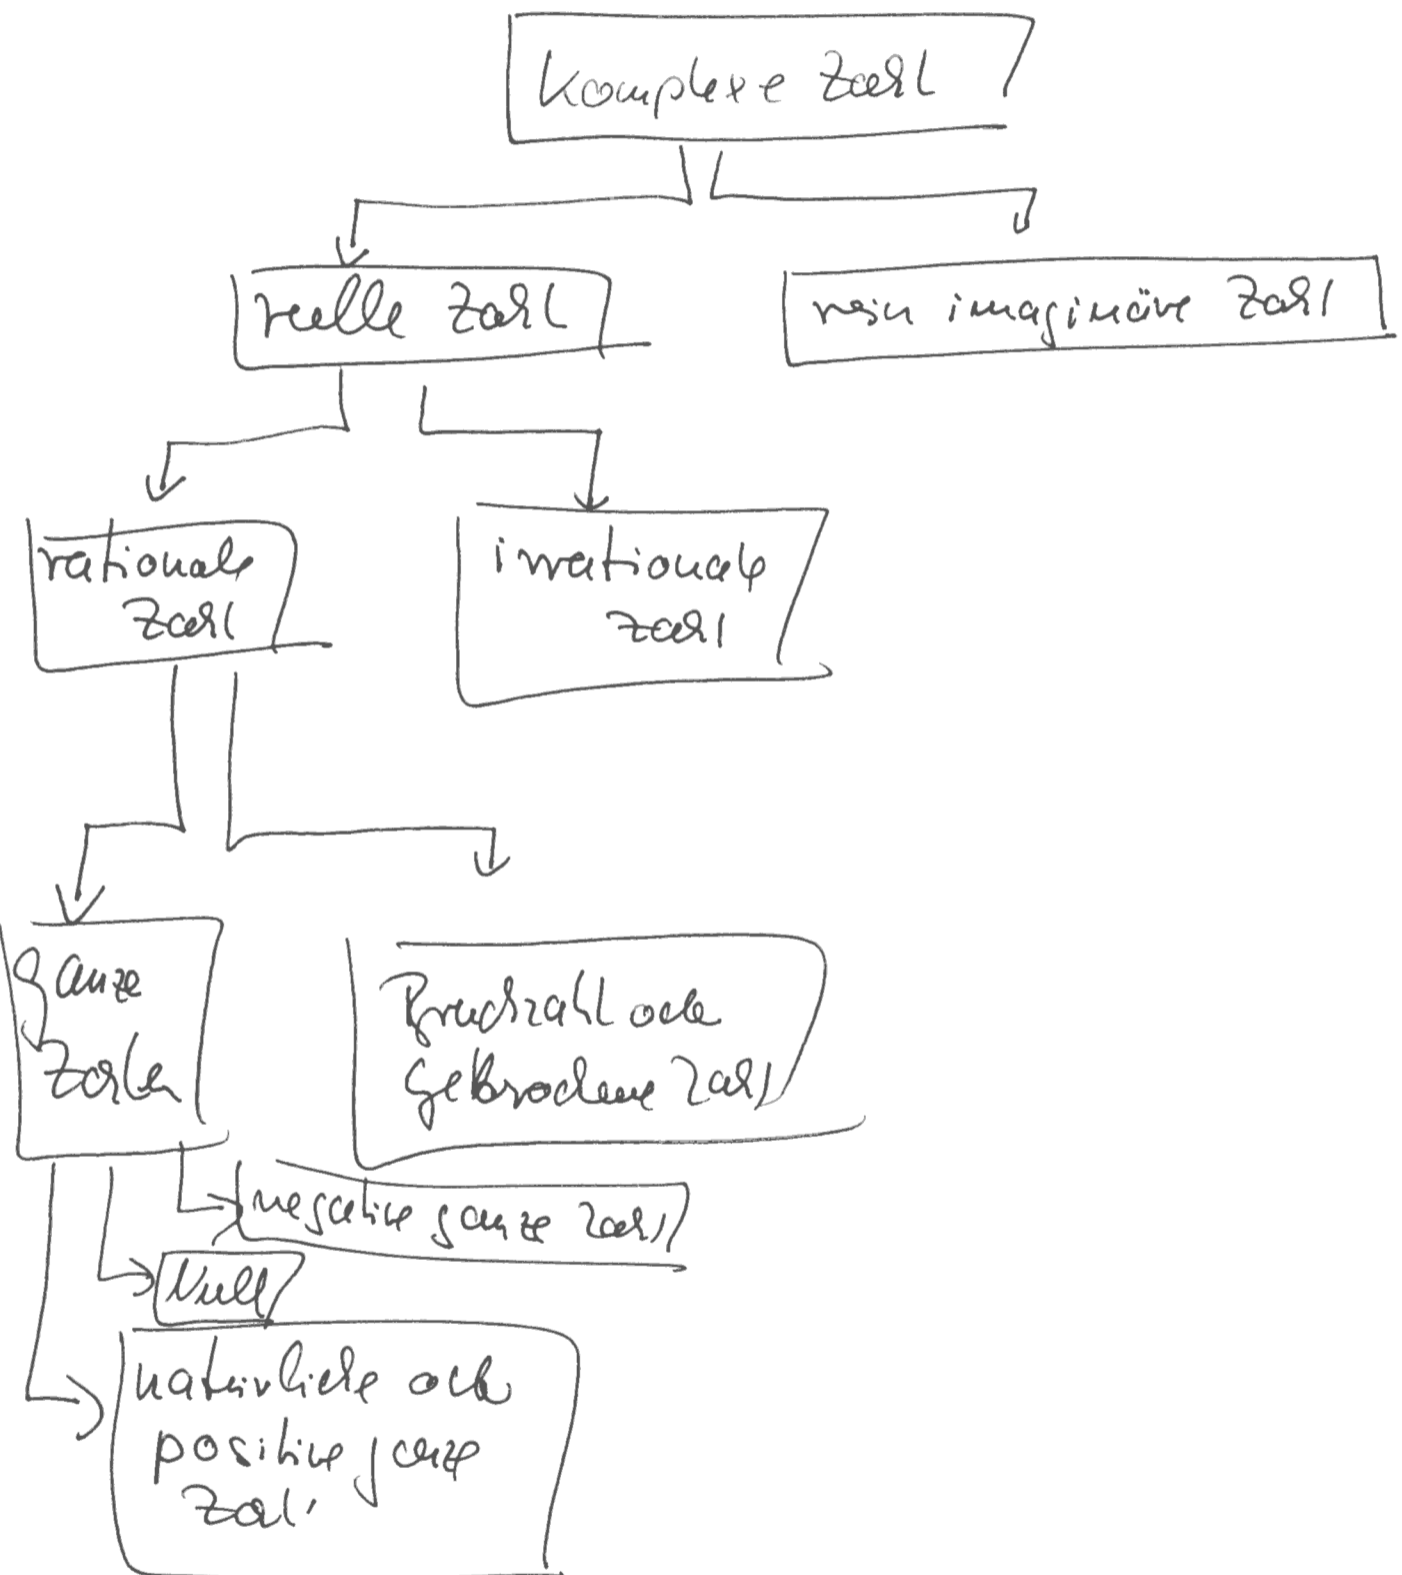 Komplexe Zahl
reelle Zahl
rein imaginäre Zahl
rationale
Zahl
irrationale
Zahl
ganze
Zahlen
Bruchzahl oder
gebrochene Zahl
negative ganze Zahl
Null
natürliche oder
positive ganze
Zahl